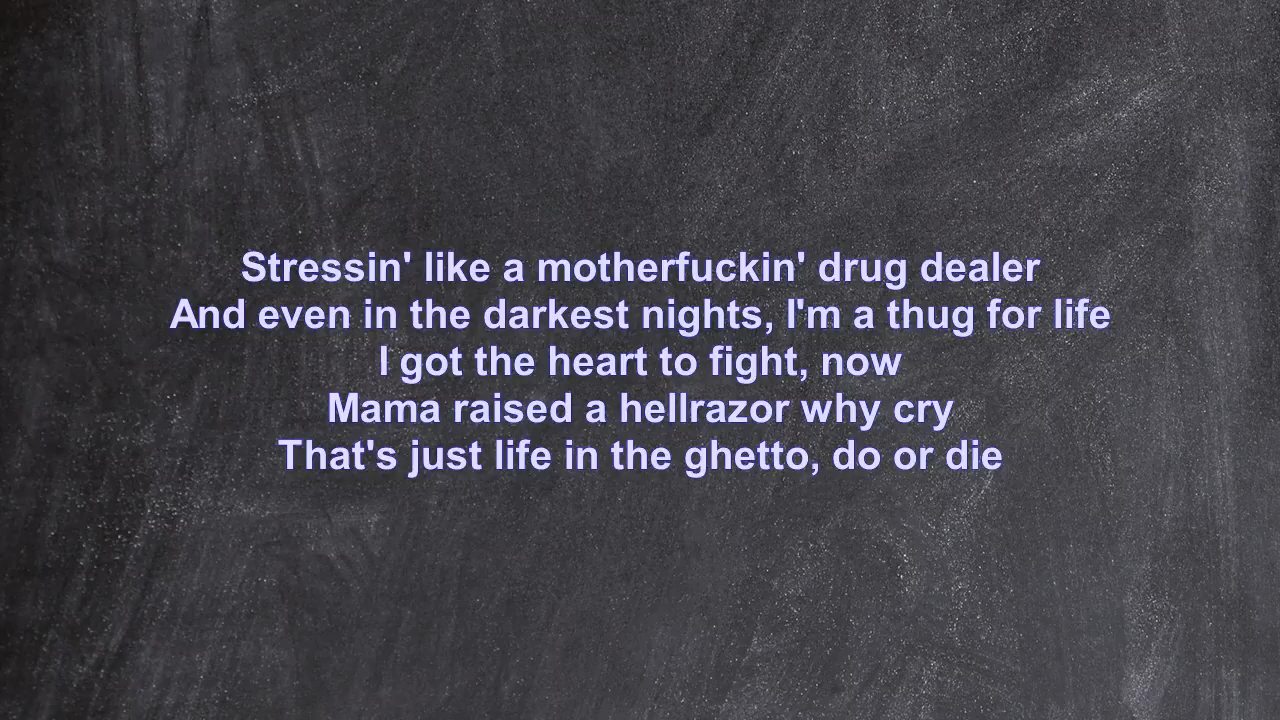 Stressin' like a motherfuckin' drug dealer
And even in the darkest nights, I'm a thug for life
I got the heart to fight, now
Mama raised a hellrazor why cry
That's just life in the ghetto, do or die